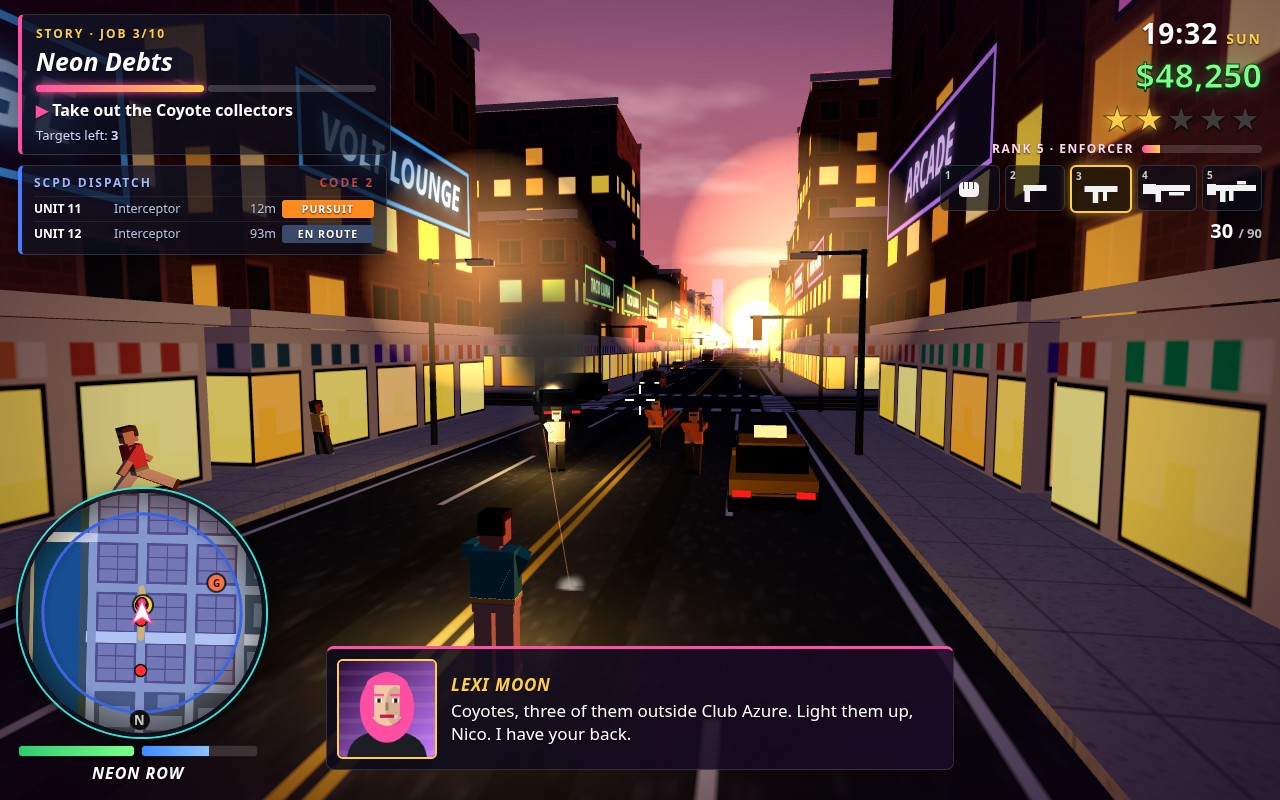 STORY · JOB 3/10
Neon Debts
▶ Take out the Coyote collectors
Targets left: 3
SCPD DISPATCH CODE 2
UNIT 11 Interceptor 12m PURSUIT
UNIT 12 Interceptor 93m EN ROUTE
19:32 SUN
$48,250
RANK 5 · ENFORCER
1 2 3 4 5
30 / 90
VOLT LOUNGE
ARCADE
G
N
NEON ROW
LEXI MOON
Coyotes, three of them outside Club Azure. Light them up,
Nico. I have your back.